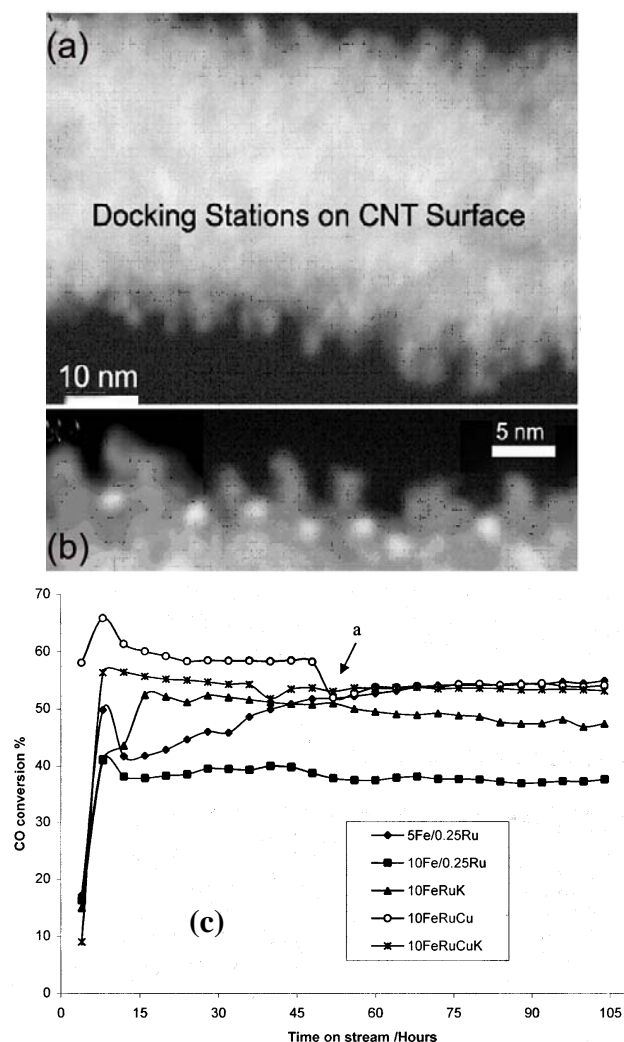 (a)
Docking Stations on CNT Surface
10 nm
5 nm
(b)
70
60
50
40
30
20
10
0
CO conversion %
a
5Fe/0.25Ru
10Fe/0.25Ru
10FeRuK
10FeRuCu
10FeRuCuK
(c)
0 15 30 45 60 75 90 105
Time on stream /Hours